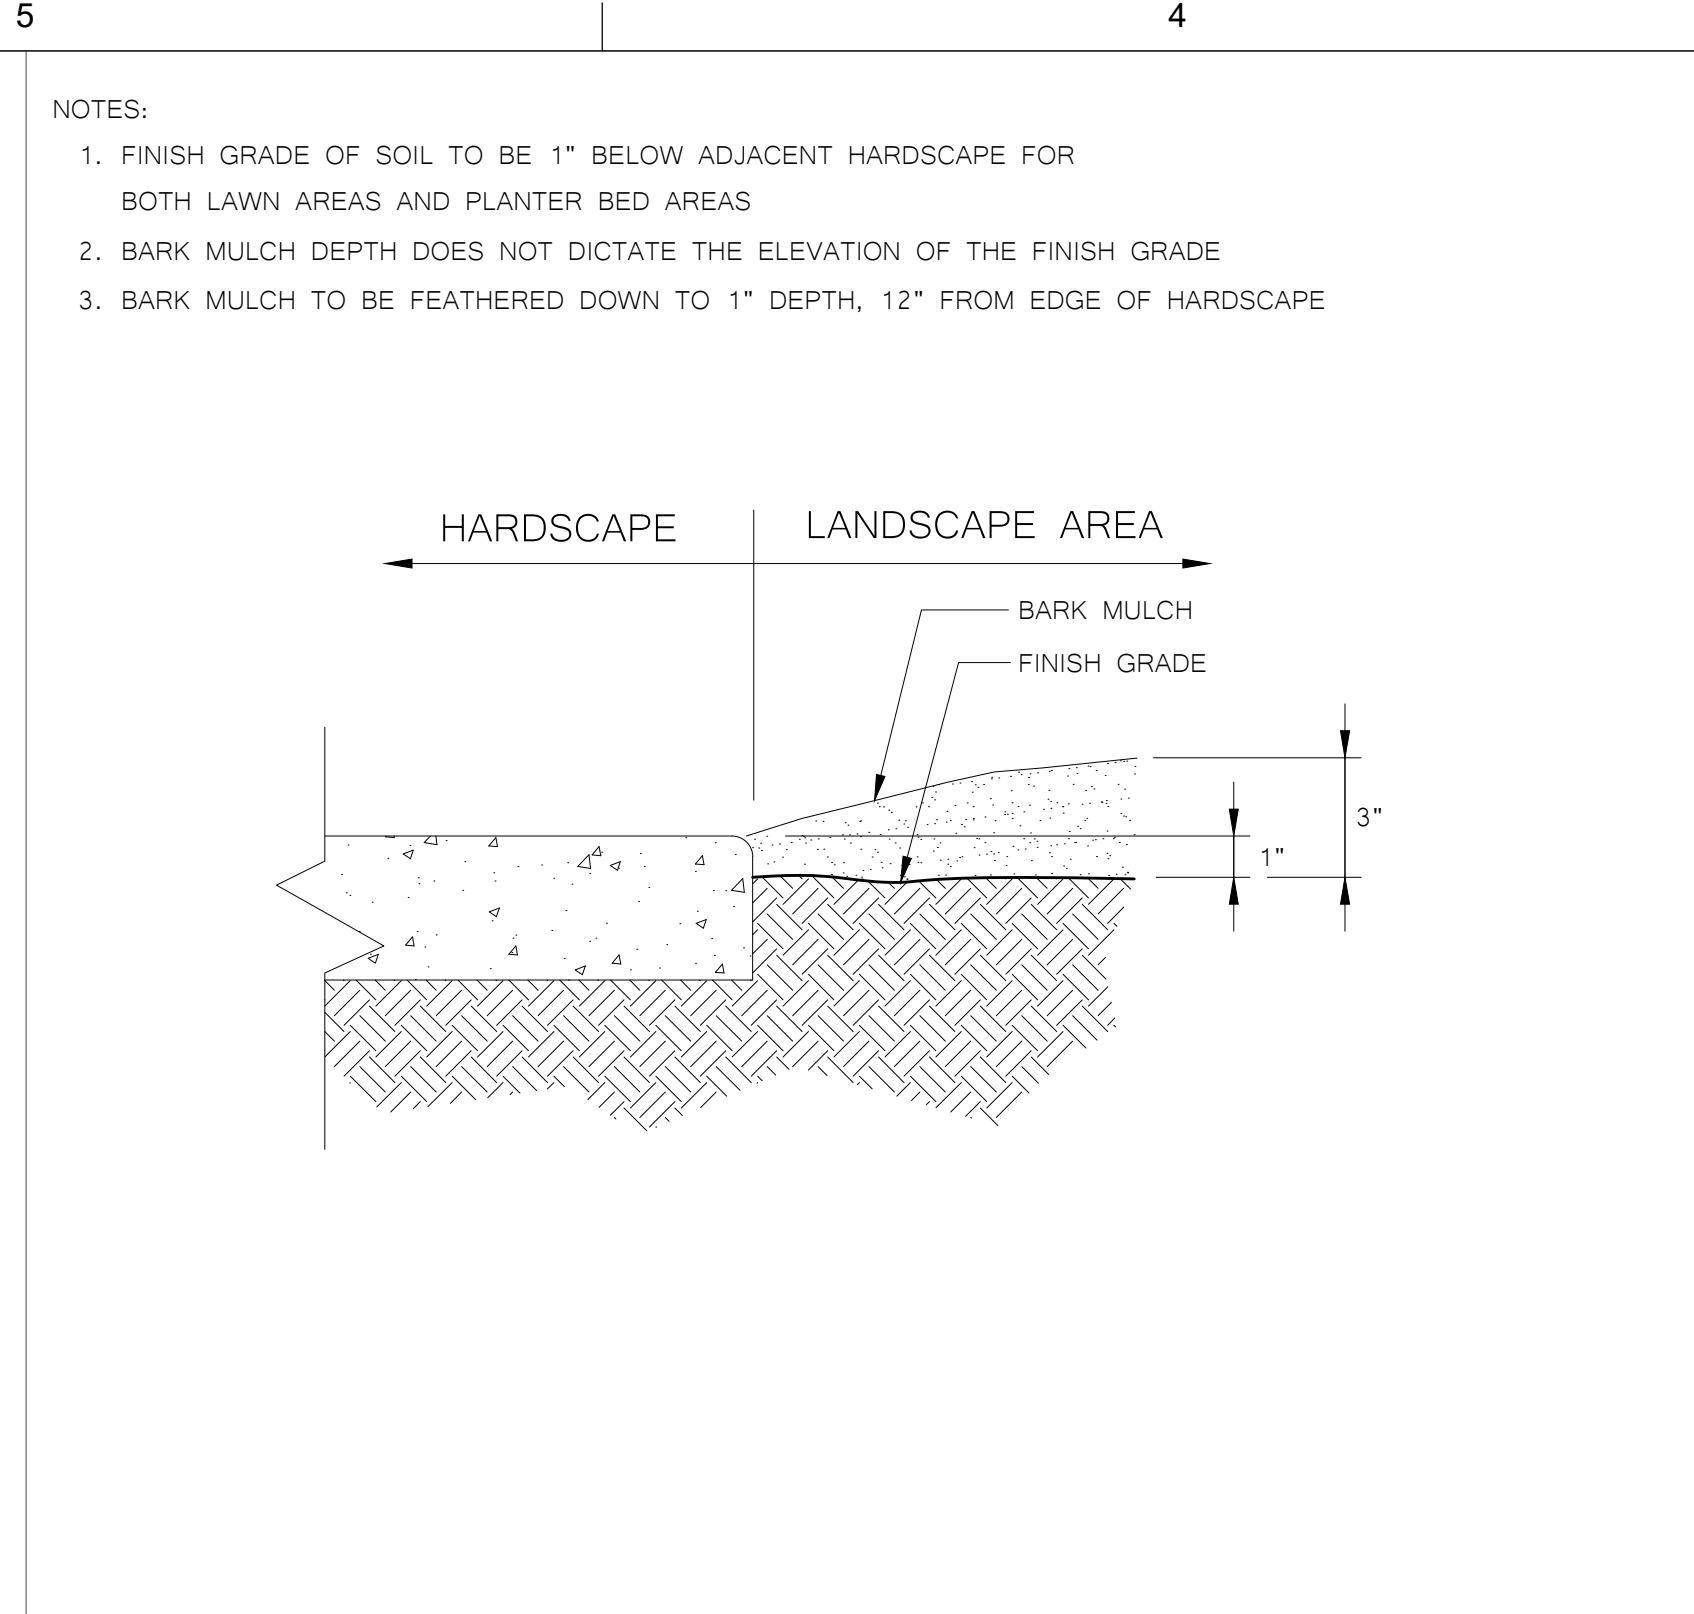 5 4
NOTES:
1. FINISH GRADE OF SOIL TO BE 1" BELOW ADJACENT HARDSCAPE FOR
BOTH LAWN AREAS AND PLANTER BED AREAS
2. BARK MULCH DEPTH DOES NOT DICTATE THE ELEVATION OF THE FINISH GRADE
3. BARK MULCH TO BE FEATHERED DOWN TO 1" DEPTH, 12" FROM EDGE OF HARDSCAPE
HARDSCAPE LANDSCAPE AREA
BARK MULCH
FINISH GRADE
3"
1"